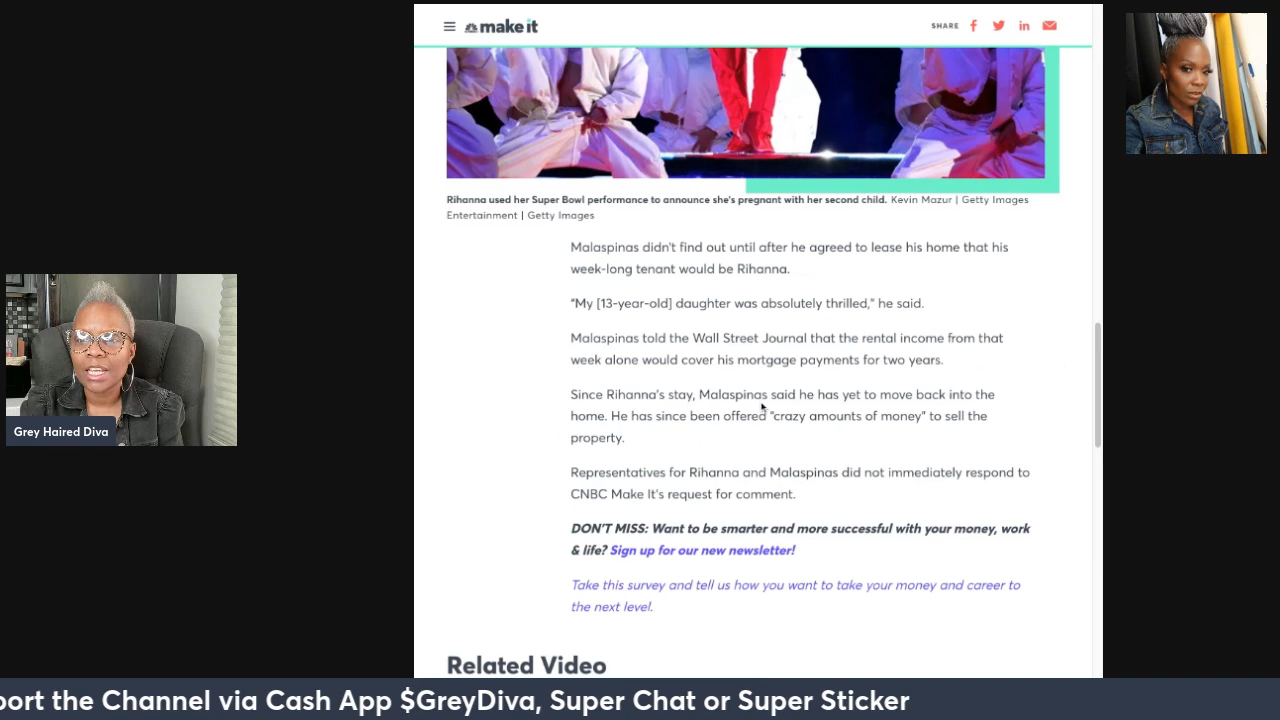 make it
SHARE
Rihanna used her Super Bowl performance to announce she's pregnant with her second child. Kevin Mazur | Getty Images
Entertainment | Getty Images
Malaspinas didn't find out until after he agreed to lease his home that his
week-long tenant would be Rihanna.
"My [13-year-old] daughter was absolutely thrilled," he said.
Malaspinas told the Wall Street Journal that the rental income from that
week alone would cover his mortgage payments for two years.
Since Rihanna's stay, Malaspinas said he has yet to move back into the
home. He has since been offered "crazy amounts of money" to sell the
property.
Representatives for Rihanna and Malaspinas did not immediately respond to
CNBC Make It's request for comment.
DON'T MISS: Want to be smarter and more successful with your money, work
& life? Sign up for our new newsletter!
Take this survey and tell us how you want to take your money and career to
the next level.
Related Video
Grey Haired Diva
port the Channel via Cash App $GreyDiva, Super Chat or Super Sticker